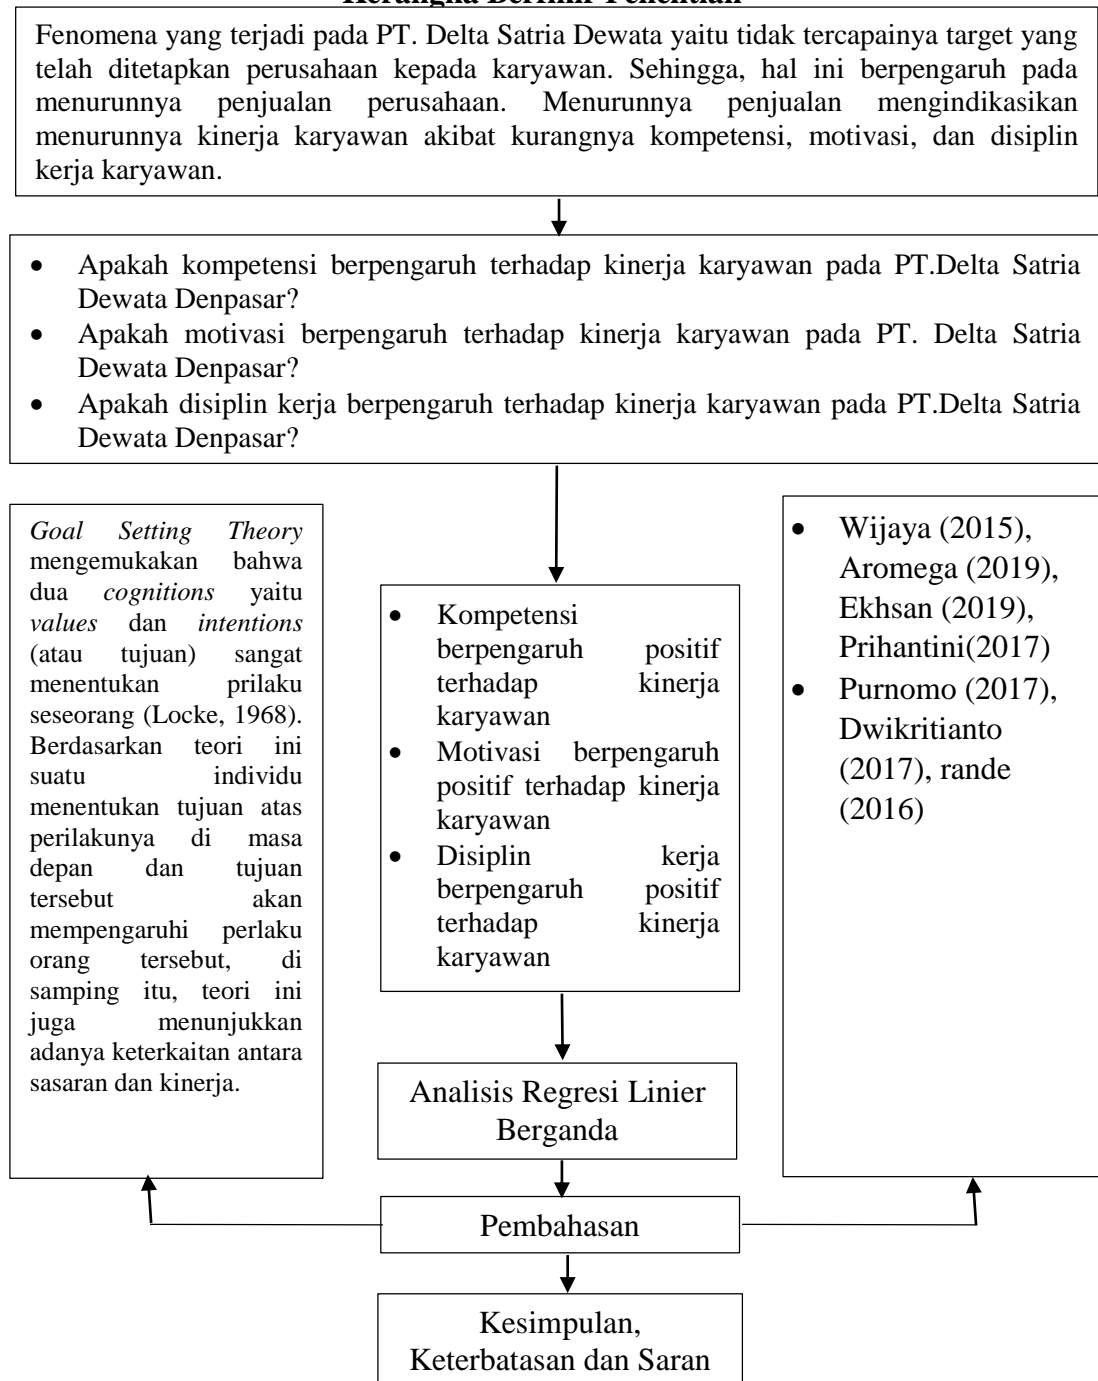 Kerangka Berfikir Penelitian
Fenomena yang terjadi pada PT. Delta Satria Dewata yaitu tidak tercapainya target yang
telah ditetapkan perusahaan kepada karyawan. Sehingga, hal ini berpengaruh pada
menurunnya penjualan perusahaan. Menurunnya penjualan mengindikasikan
menurunnya kinerja karyawan akibat kurangnya kompetensi, motivasi, dan disiplin
kerja karyawan.
• Apakah kompetensi berpengaruh terhadap kinerja karyawan pada PT.Delta Satria
Dewata Denpasar?
• Apakah motivasi berpengaruh terhadap kinerja karyawan pada PT. Delta Satria
Dewata Denpasar?
• Apakah disiplin kerja berpengaruh terhadap kinerja karyawan pada PT.Delta Satria
Dewata Denpasar?
Goal Setting Theory
mengemukakan bahwa
dua cognitions yaitu
values dan intentions
(atau tujuan) sangat
menentukan prilaku
seseorang (Locke, 1968).
Berdasarkan teori ini
suatu individu
menentukan tujuan atas
perilakunya di masa
depan dan tujuan
tersebut akan
mempengaruhi perlaku
orang tersebut, di
samping itu, teori ini
juga menunjukkan
adanya keterkaitan antara
sasaran dan kinerja.
• Kompetensi
berpengaruh positif
terhadap kinerja
karyawan
• Motivasi berpengaruh
positif terhadap kinerja
karyawan
• Disiplin kerja
berpengaruh positif
terhadap kinerja
karyawan
• Wijaya (2015),
Aromega (2019),
Ekhsan (2019),
Prihantini(2017)
• Purnomo (2017),
Dwikritianto
(2017), rande
(2016)
Analisis Regresi Linier
Berganda
Pembahasan
Kesimpulan,
Keterbatasan dan Saran